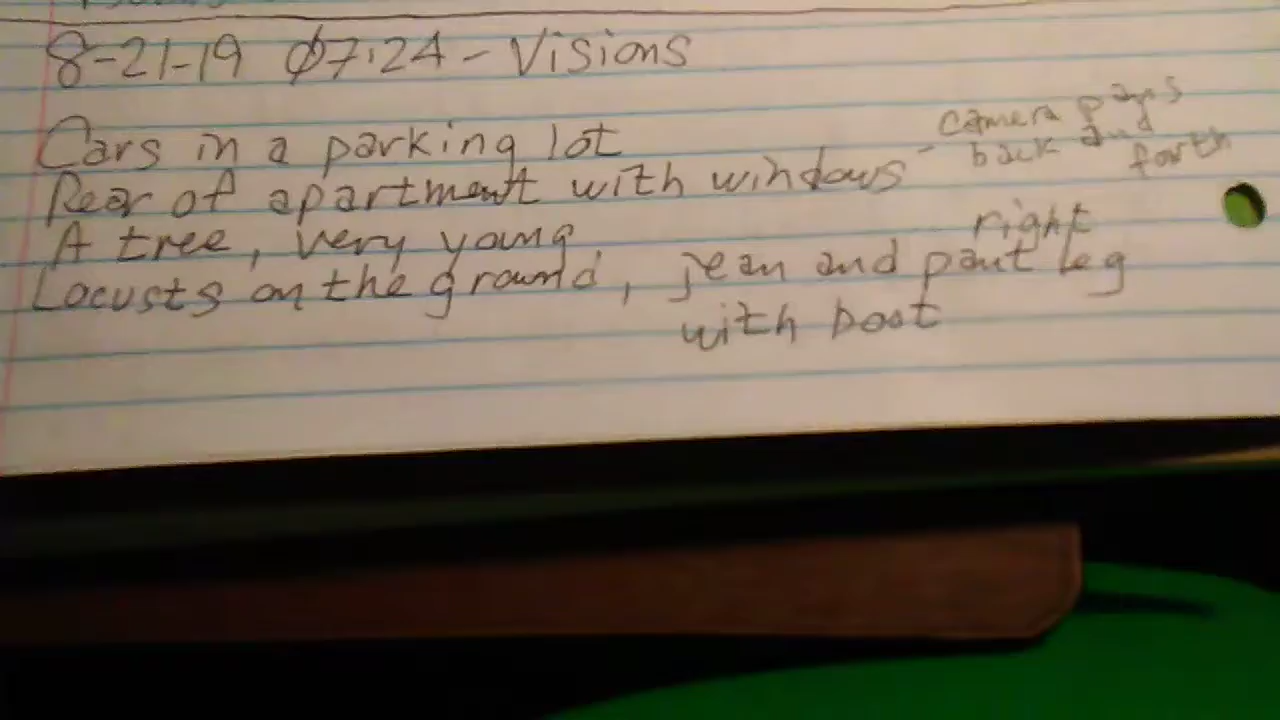 8-21-19 Ø7:24 - Visions
Cars in a parking lot
Rear of apartment with windows - camera pans
back and
forth
A tree, very young
Locusts on the ground, jean and pant leg
right
with boot